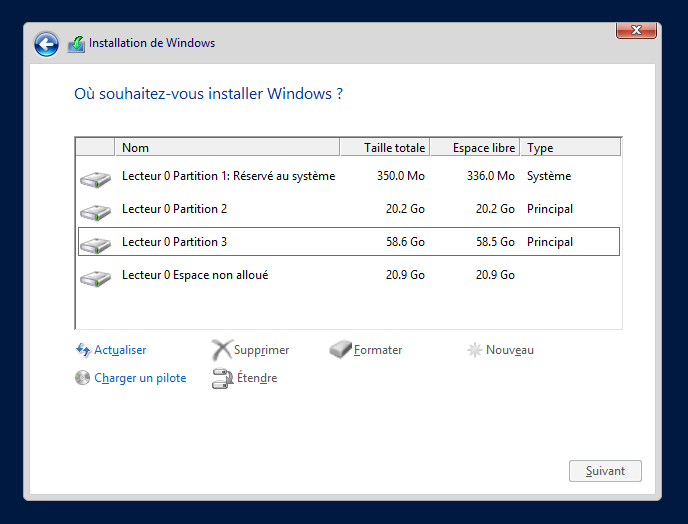 Installation de Windows
Où souhaitez-vous installer Windows ?
Nom Taille totale Espace libre Type
Lecteur 0 Partition 1: Réservé au système 350.0 Mo 336.0 Mo Système
Lecteur 0 Partition 2 20.2 Go 20.2 Go Principal
Lecteur 0 Partition 3 58.6 Go 58.5 Go Principal
Lecteur 0 Espace non alloué 20.9 Go 20.9 Go
Actualiser Supprimer Formater Nouveau
Charger un pilote Étendre
Suivant